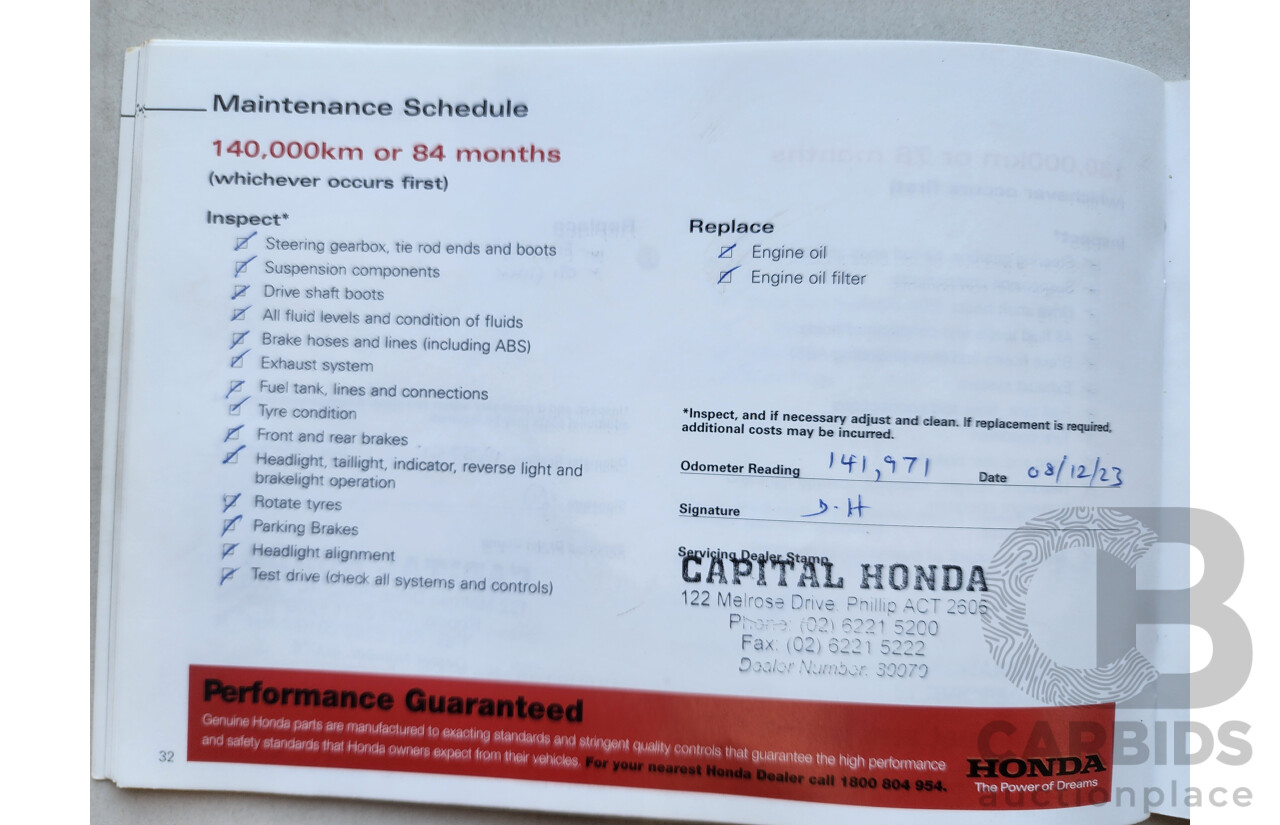 Maintenance Schedule
140,000km or 84 months
(whichever occurs first)
Inspect*
Steering gearbox, tie rod ends and boots
Suspension components
Drive shaft boots
All fluid levels and condition of fluids
Brake hoses and lines (including ABS)
Exhaust system
Fuel tank, lines and connections
Tyre condition
Front and rear brakes
Headlight, taillight, indicator, reverse light and
brakelight operation
Rotate tyres
Parking Brakes
Headlight alignment
Test drive (check all systems and controls)
Replace
Engine oil
Engine oil filter
*Inspect, and if necessary adjust and clean. If replacement is required,
additional costs may be incurred.
Odometer Reading 141,971 Date 08/12/23
Signature D.H
Servicing Dealer Stamp
CAPITAL HONDA
122 Melrose Drive, Phillip ACT 2606
Phone: (02) 6221 5200
Fax: (02) 6221 5222
Dealer Number:
Performance Guaranteed
Genuine Honda parts are manufactured to exacting standards and stringent quality controls that guarantee the high performance
and safety standards that Honda owners expect from their vehicles. For your nearest Honda Dealer call 1800 804 954.
HONDA
The Power of Dreams
32
CARBIDS
auctionplace